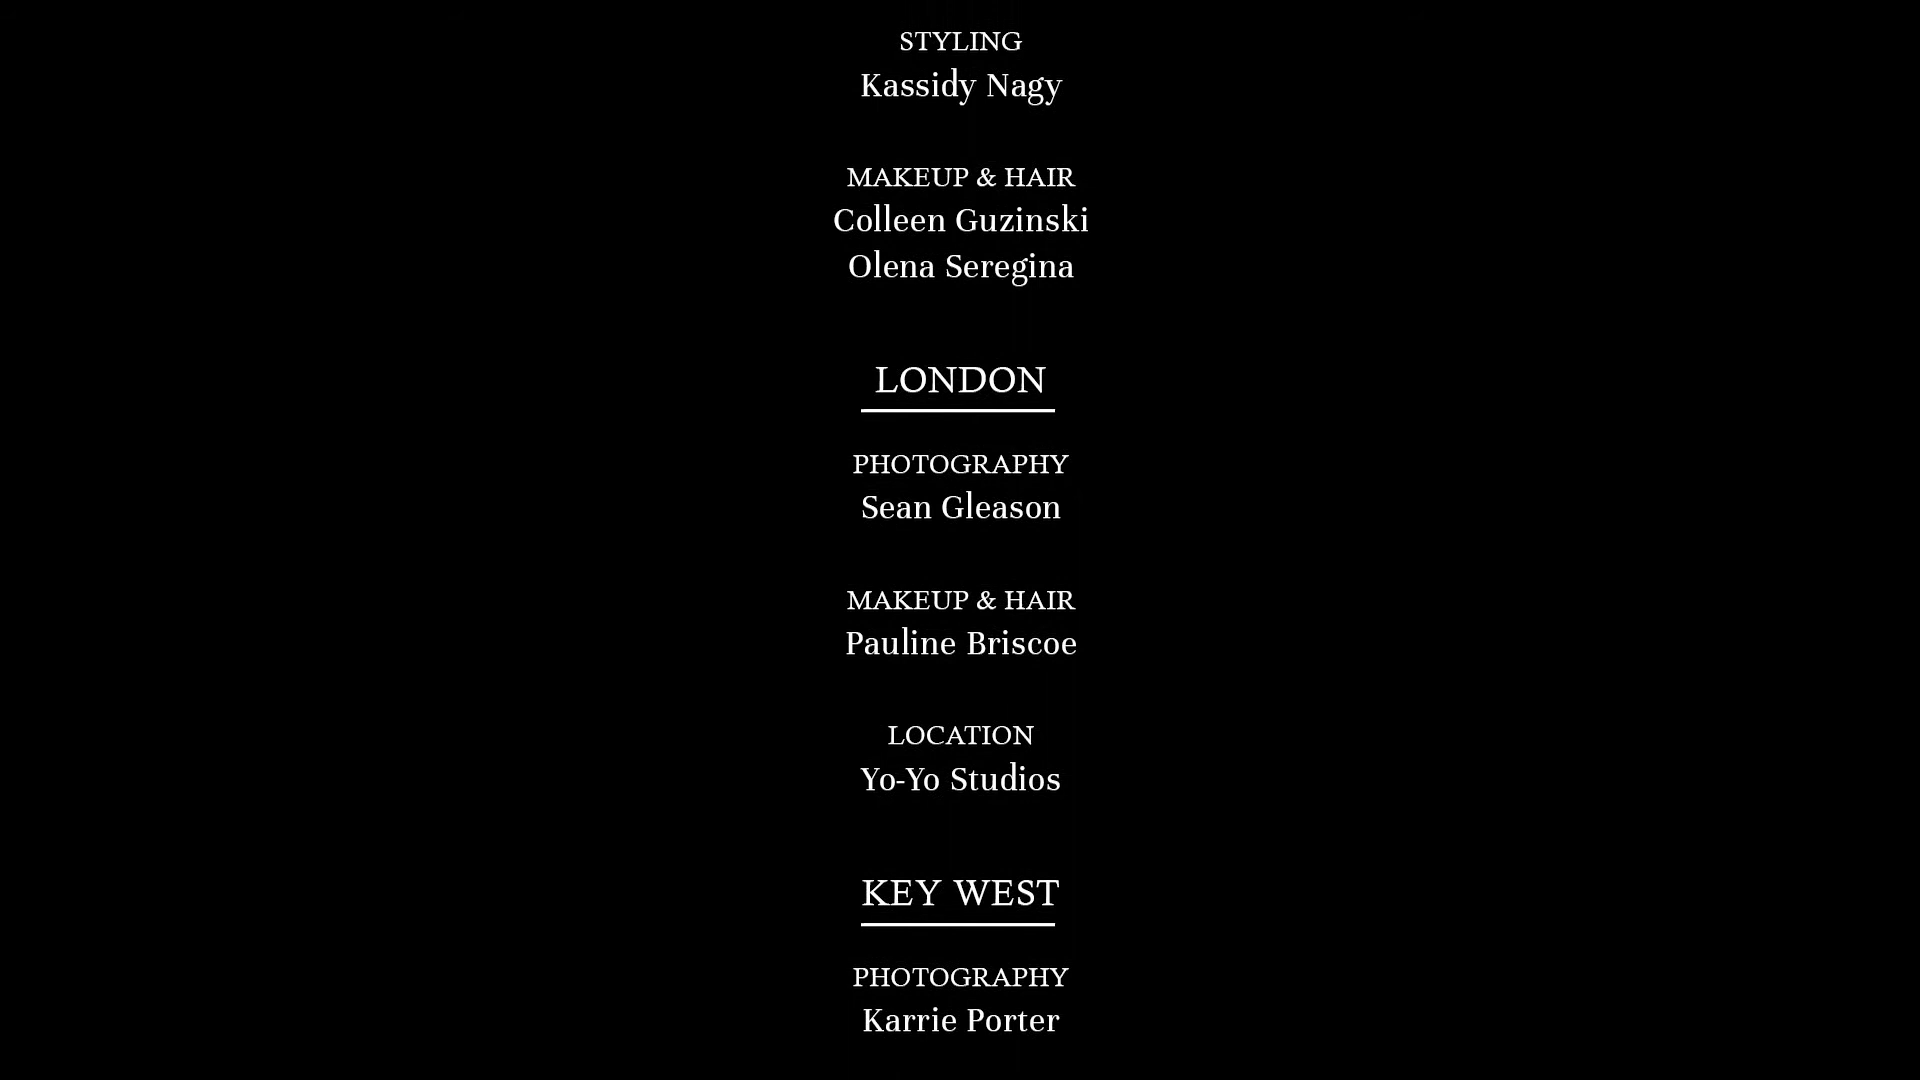 STYLING
Kassidy Nagy
MAKEUP & HAIR
Colleen Guzinski
Olena Seregina
LONDON
PHOTOGRAPHY
Sean Gleason
MAKEUP & HAIR
Pauline Briscoe
LOCATION
Yo-Yo Studios
KEY WEST
PHOTOGRAPHY
Karrie Porter